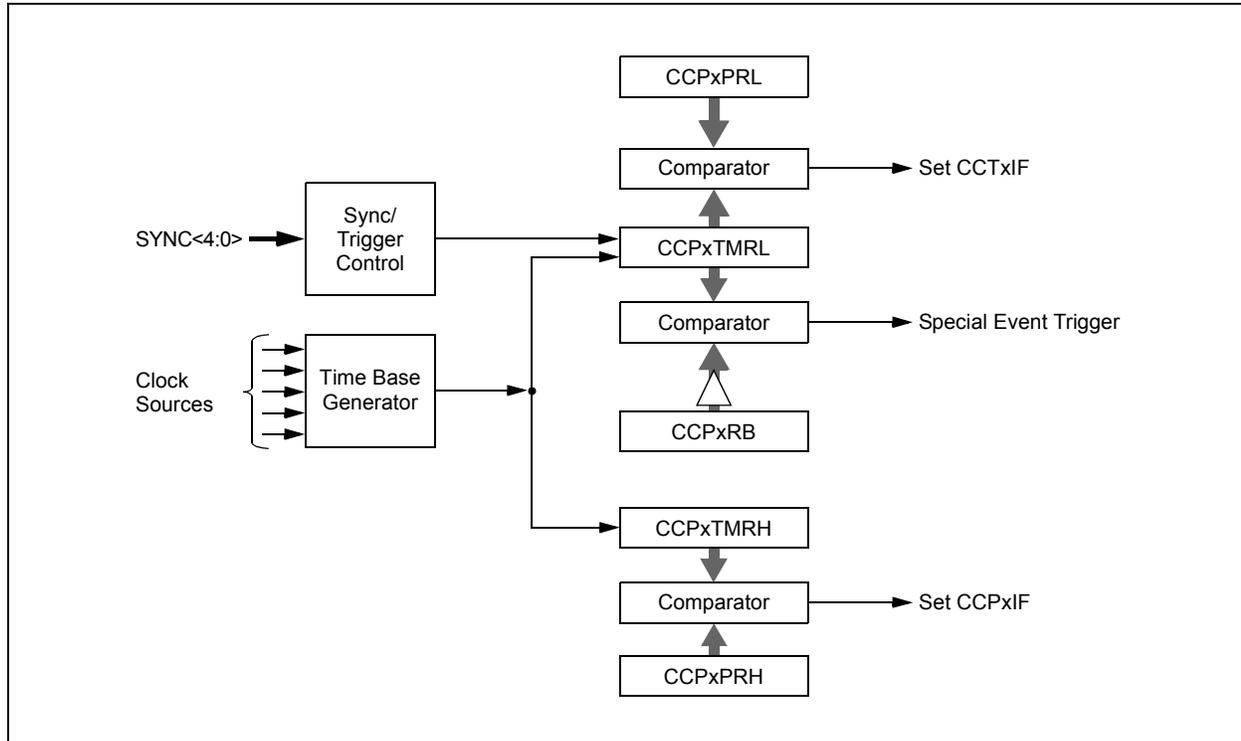 CCPxPRL
Comparator
Set CCTxIF
SYNC<4:0>
Sync/
Trigger
Control
CCPxTMRL
Comparator
Special Event Trigger
Clock
Sources
Time Base
Generator
CCPxRB
CCPxTMRH
Comparator
Set CCPxIF
CCPxPRH